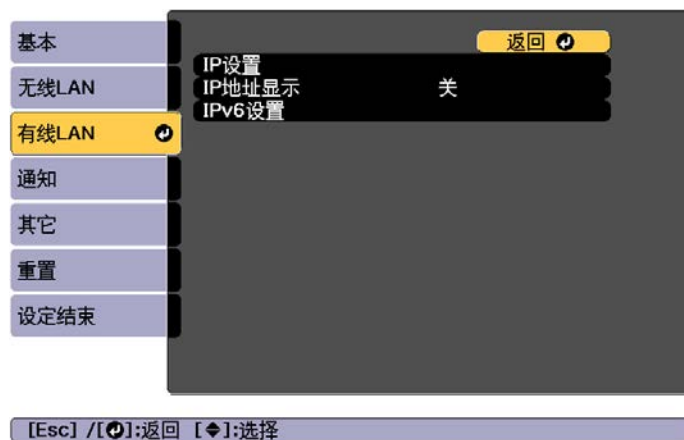 基本
无线LAN
有线LAN
通知
其它
重置
设定结束
返回
IP设置
IP地址显示 关
IPv6设置
[Esc] /[ ]:返回 [ ]:选择